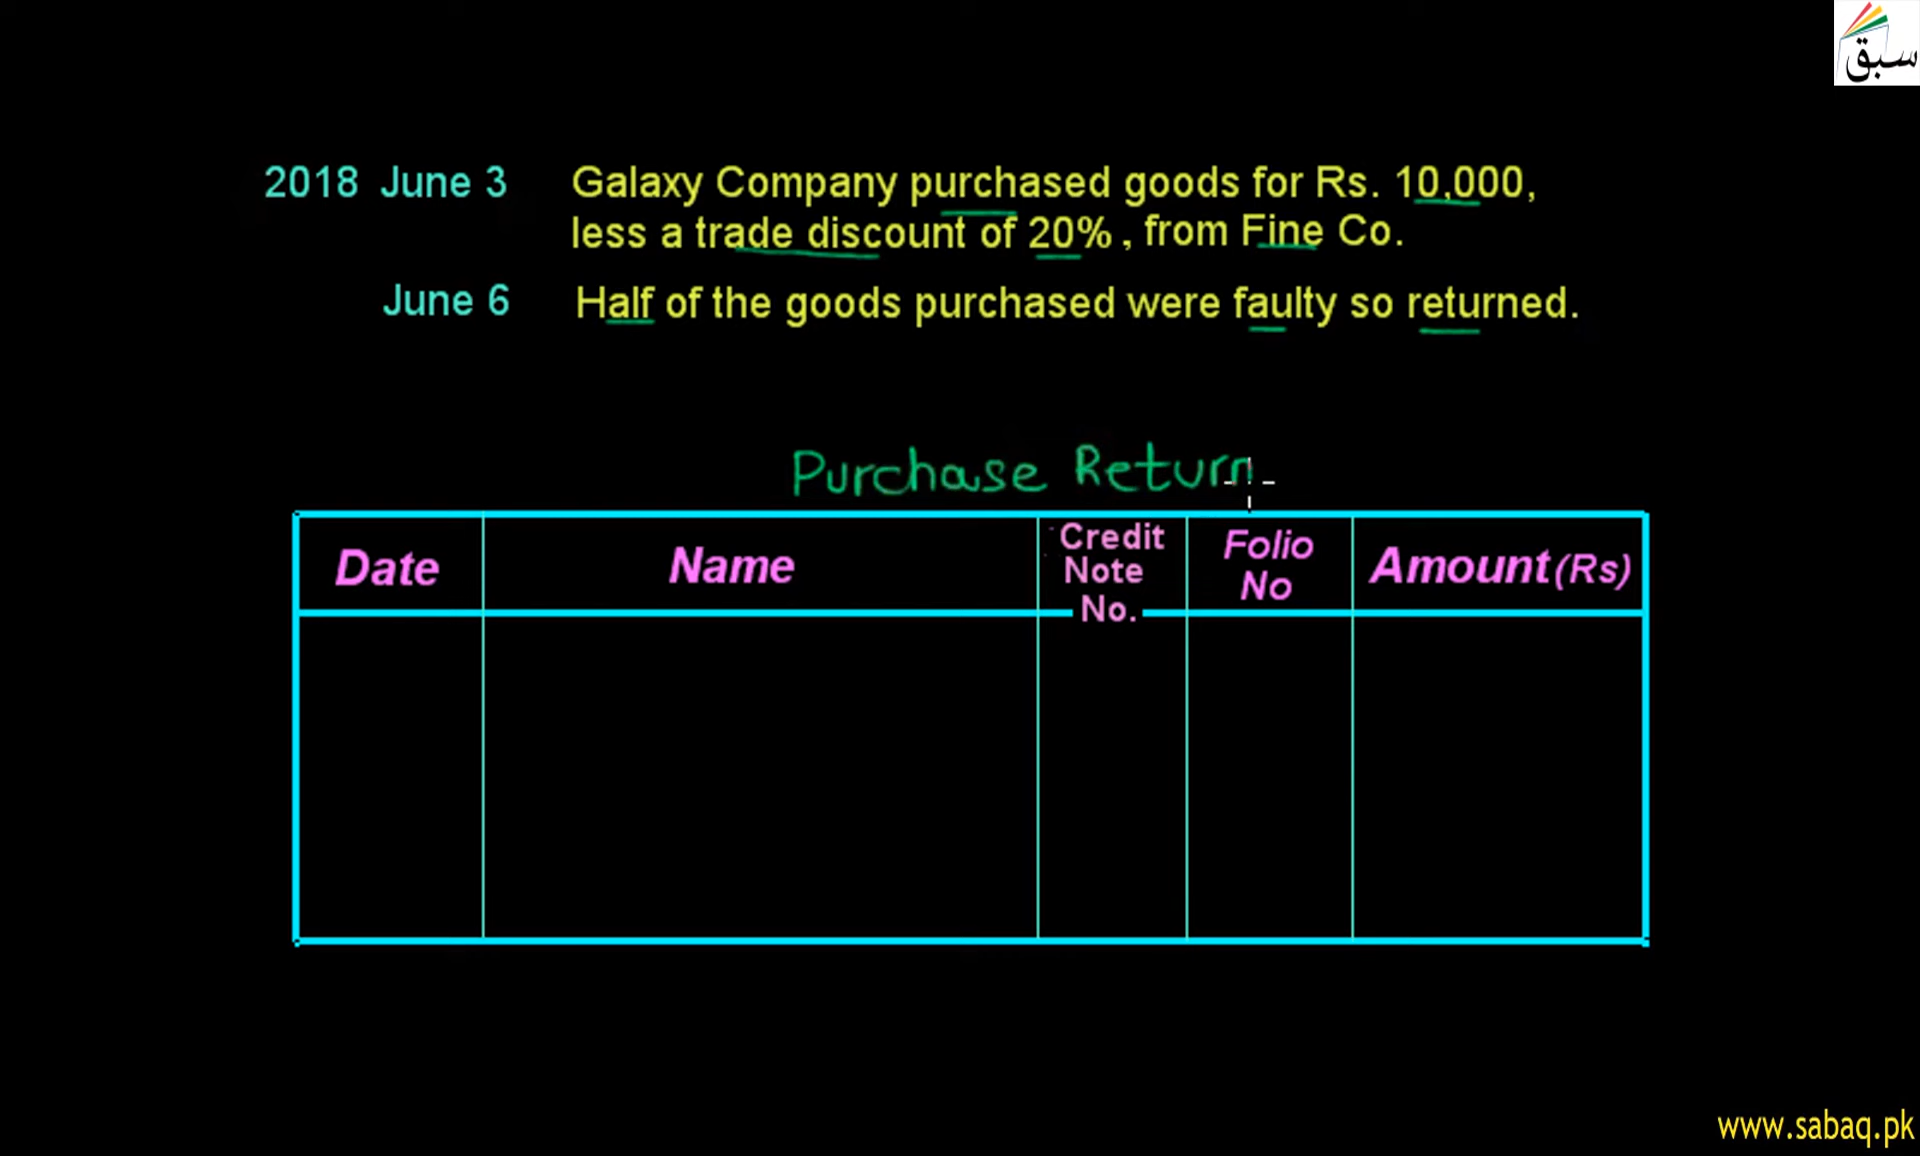 سبق
2018 June 3 Galaxy Company purchased goods for Rs. 10,000,
less a trade discount of 20%, from Fine Co.
June 6 Half of the goods purchased were faulty so returned.
Purchase Return
Date Name Credit Note No. Folio No Amount (Rs)
www.sabaq.pk